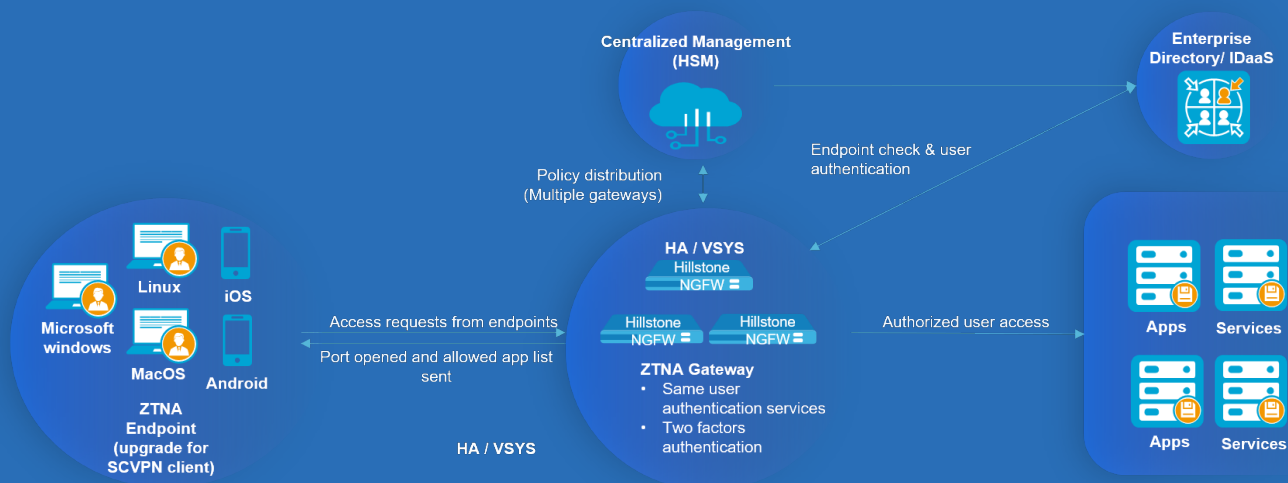 Centralized Management
(HSM)
Enterprise
Directory/ IDaaS
Endpoint check & user
authentication
Policy distribution
(Multiple gateways)
Linux
iOS
Microsoft
windows
MacOS
Android
ZTNA
Endpoint
(upgrade for
SCVPN client)
Access requests from endpoints
Port opened and allowed app list
sent
HA / VSYS
HA / VSYS
Hillstone
NGFW
Hillstone
NGFW
Hillstone
NGFW
ZTNA Gateway
• Same user
authentication services
• Two factors
authentication
Authorized user access
Apps
Services
Apps
Services